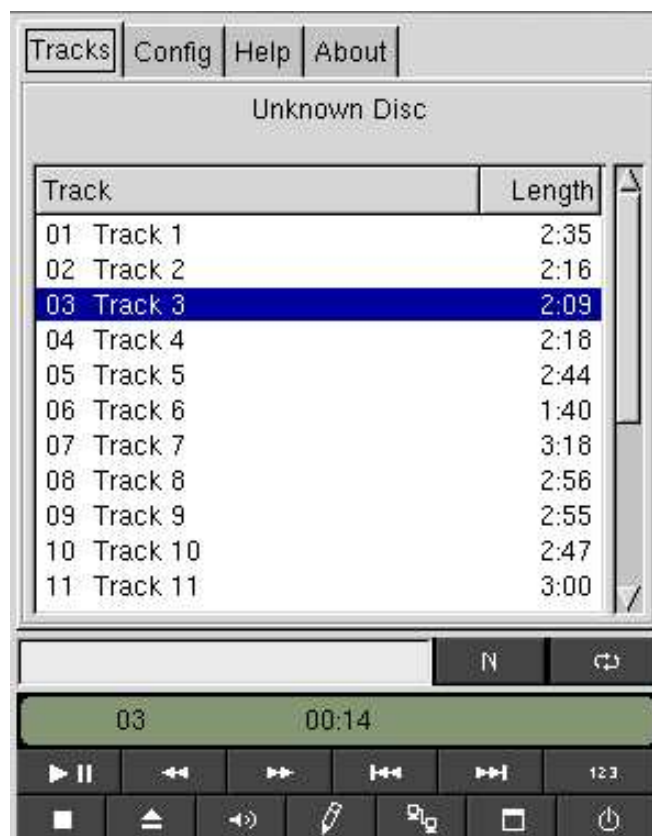 Tracks Config Help About
Unknown Disc
Track Length
01 Track 1 2:35
02 Track 2 2:16
03 Track 3 2:09
04 Track 4 2:18
05 Track 5 2:44
06 Track 6 1:40
07 Track 7 3:18
08 Track 8 2:56
09 Track 9 2:55
10 Track 10 2:47
11 Track 11 3:00
N
03 00:14
123